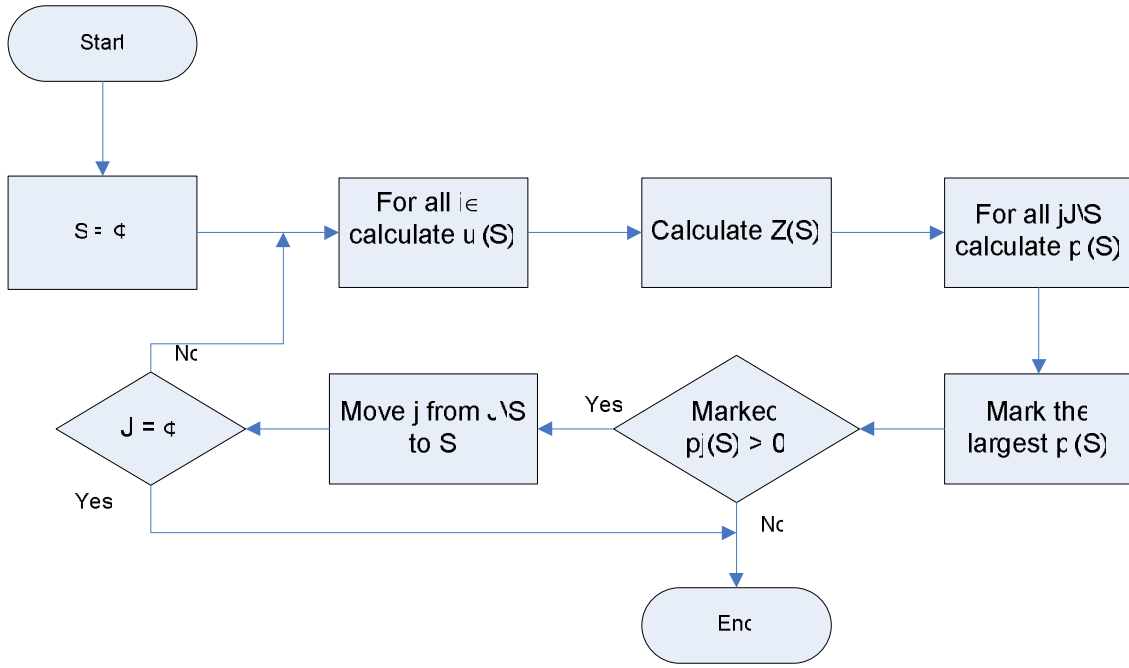 Start
S = ¢
For all i∈
calculate u (S)
Calculate Z(S)
For all jJ\S
calculate p (S)
Mark the
largest p (S)
Marked
pj(S) > 0
Yes
No
Move j from J\S
to S
J = ¢
No
Yes
End